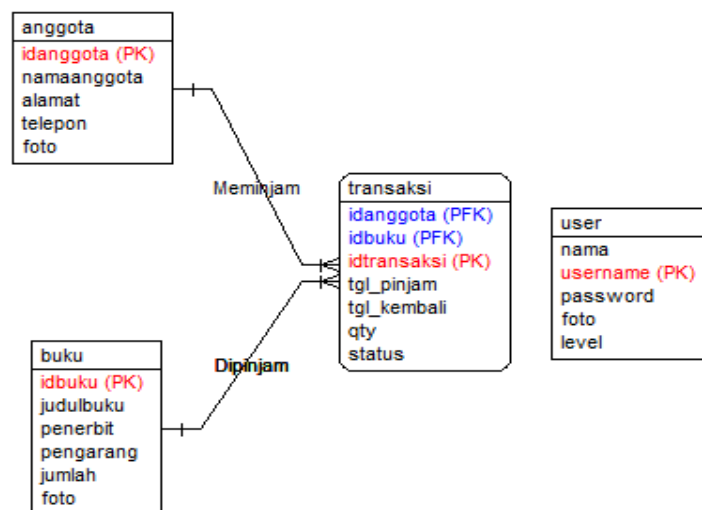 anggota
idanggota (PK)
namaanggota
alamat
telepon
foto
Meminjam
transaksi
idanggota (PFK)
idbuku (PFK)
idtransaksi (PK)
tgl_pinjam
tgl_kembali
qty
status
user
nama
username (PK)
password
foto
level
Dipinjam
buku
idbuku (PK)
judulbuku
penerbit
pengarang
jumlah
foto